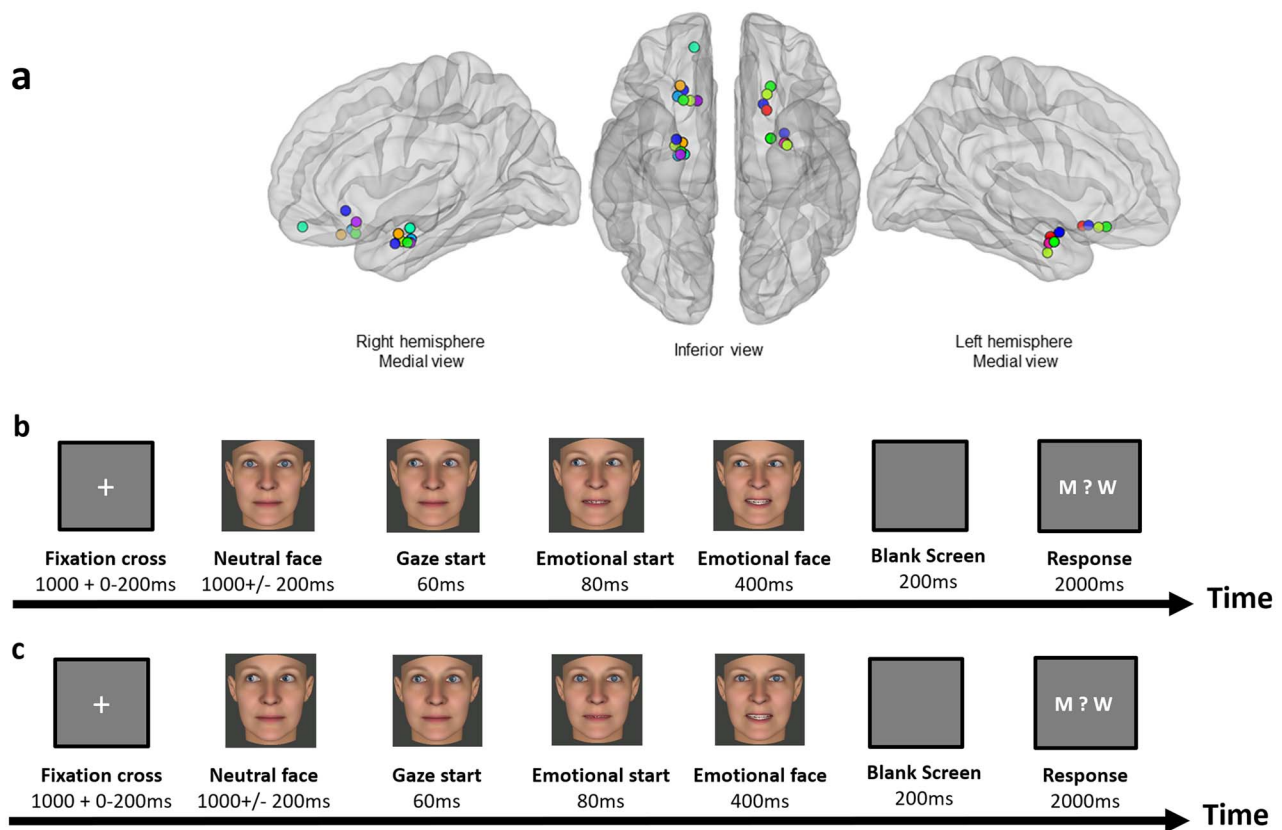 a
Right hemisphere
Medial view
Inferior view
Left hemisphere
Medial view
b
+
M ? W
Fixation cross
1000 + 0-200ms
Neutral face
1000+/- 200ms
Gaze start
60ms
Emotional start
80ms
Emotional face
400ms
Blank Screen
200ms
Response
2000ms
Time
c
+
M ? W
Fixation cross
1000 + 0-200ms
Neutral face
1000+/- 200ms
Gaze start
60ms
Emotional start
80ms
Emotional face
400ms
Blank Screen
200ms
Response
2000ms
Time